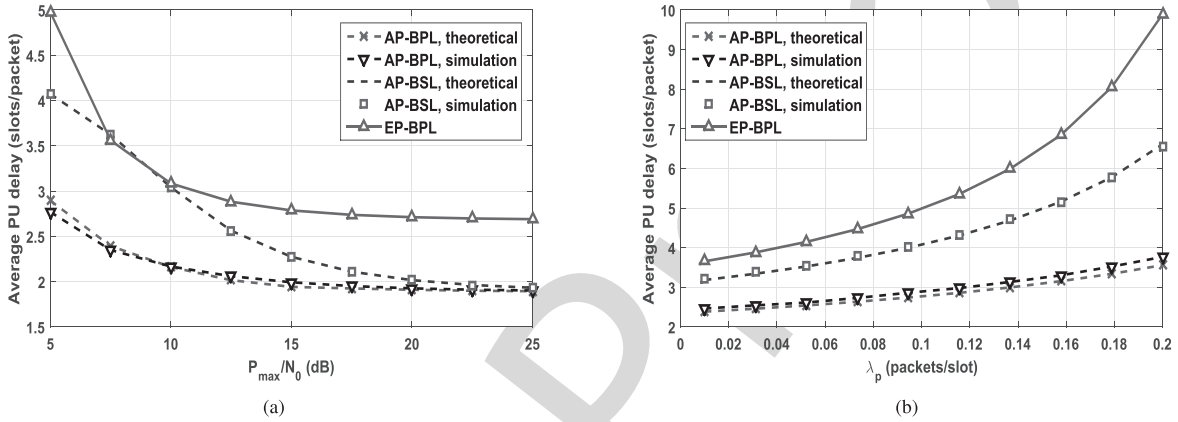 5
4.5
4
3.5
3
2.5
2
1.5
Average PU delay (slots/packet)
AP-BPL, theoretical
AP-BPL, simulation
AP-BSL, theoretical
AP-BSL, simulation
EP-BPL
5 10 15 20 25
Pmax/N0 (dB)
(a)
10
9
8
7
6
5
4
3
2
Average PU delay (slots/packet)
AP-BPL, theoretical
AP-BPL, simulation
AP-BSL, theoretical
AP-BSL, simulation
EP-BPL
0 0.02 0.04 0.06 0.08 0.1 0.12 0.14 0.16 0.18 0.2
λp (packets/slot)
(b)